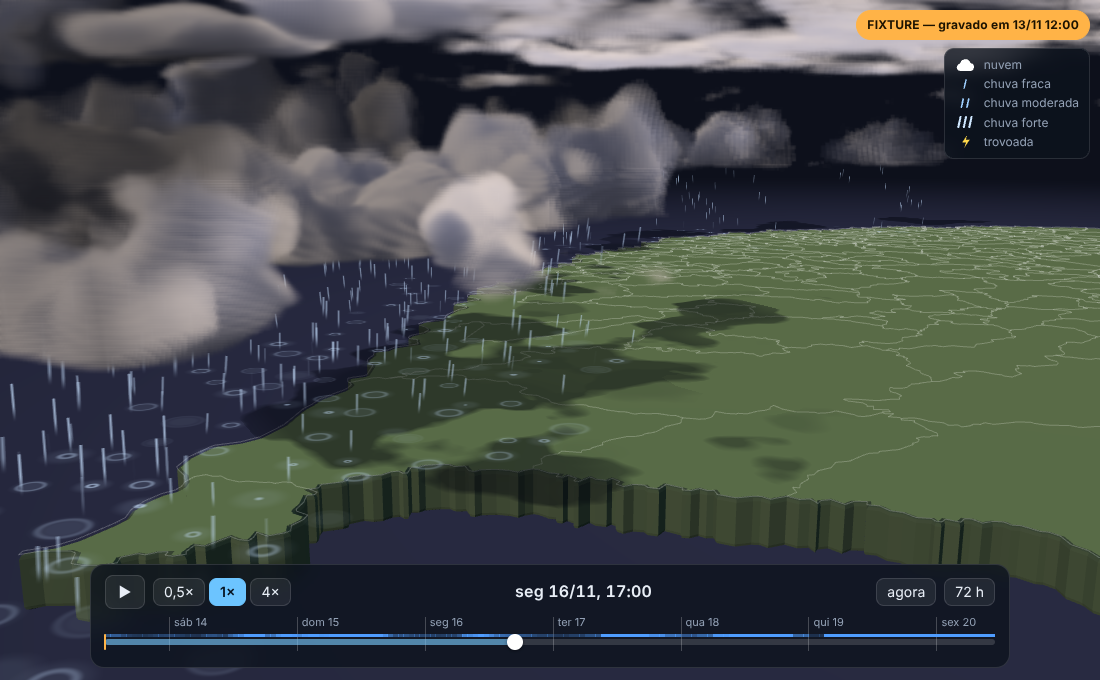 FIXTURE — gravado em 13/11 12:00
nuvem
chuva fraca
chuva moderada
chuva forte
trovoada
0,5×
1×
4×
seg 16/11, 17:00
agora
72 h
sáb 14
dom 15
seg 16
ter 17
qua 18
qui 19
sex 20